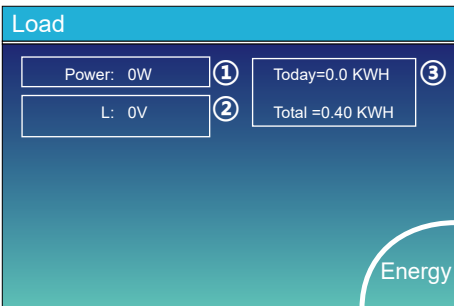 Load
Power: 0W ①
L: 0V ②
Today=0.0 KWH ③
Total =0.40 KWH
Energy